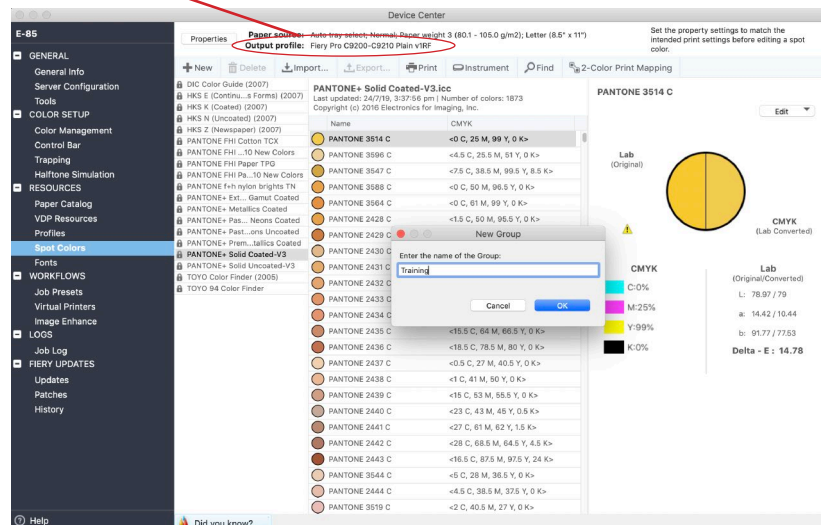 Device Center
E-85
GENERAL
General Info
Server Configuration
Tools
COLOR SETUP
Color Management
Control Bar
Trapping
Halftone Simulation
RESOURCES
Paper Catalog
VDP Resources
Profiles
Spot Colors
Fonts
WORKFLOWS
Job Presets
Virtual Printers
Image Enhance
LOGS
Job Log
FIERY UPDATES
Updates
Patches
History
Help
Properties
Paper source: Auto tray select; Normal; Paper weight 3 (80.1 - 105.0 g/m2); Letter (8.5" x 11")
Output profile: Fiery Pro C9200-C9210 Plain v1RF
Set the property settings to match the
intended print settings before editing a spot
color.
New Delete Import... Export... Print Instrument Find 2-Color Print Mapping
DIC Color Guide (2007)
HKS E (Continu...s Forms) (2007)
HKS K (Coated) (2007)
HKS N (Uncoated) (2007)
HKS Z (Newspaper) (2007)
PANTONE FHI Cotton TCX
PANTONE FHI ...10 New Colors
PANTONE FHI Paper TPG
PANTONE FHI Pa...10 New Colors
PANTONE f+h nylon brights TN
PANTONE+ Ext... Gamut Coated
PANTONE+ Metallics Coated
PANTONE+ Pas... Neons Coated
PANTONE+ Past...ons Uncoated
PANTONE+ Prem...tallics Coated
PANTONE+ Solid Coated-V3
PANTONE+ Solid Uncoated-V3
TOYO Color Finder (2005)
TOYO 94 Color Finder
PANTONE+ Solid Coated-V3.icc
Last updated: 24/7/19, 3:37:56 pm | Number of colors: 1873
Copyright (c) 2016 Electronics for Imaging, Inc.
Name CMYK
PANTONE 3514 C <0 C, 25 M, 99 Y, 0 K>
PANTONE 3596 C <4.5 C, 25.5 M, 51 Y, 0 K>
PANTONE 3547 C <7.5 C, 38.5 M, 99.5 Y, 8.5 K>
PANTONE 3588 C <0 C, 50 M, 96.5 Y, 0 K>
PANTONE 3564 C <0 C, 61 M, 99 Y, 0 K>
PANTONE 2428 C <1.5 C, 50 M, 95.5 Y, 0 K>
PANTONE 2429 C
PANTONE 2430 C
PANTONE 2431 C
PANTONE 2432 C
PANTONE 2433 C
PANTONE 2434 C
PANTONE 2435 C <15.5 C, 64 M, 66.5 Y, 0 K>
PANTONE 2436 C <18.5 C, 78.5 M, 80 Y, 0 K>
PANTONE 2437 C <0.5 C, 27 M, 40.5 Y, 0 K>
PANTONE 2438 C <1 C, 41 M, 50 Y, 0 K>
PANTONE 2439 C <15 C, 53 M, 55.5 Y, 0 K>
PANTONE 2440 C <23 C, 43 M, 45 Y, 0.5 K>
PANTONE 2441 C <27 C, 61 M, 62 Y, 1.5 K>
PANTONE 2442 C <28 C, 68.5 M, 64.5 Y, 4.5 K>
PANTONE 2443 C <16.5 C, 87.5 M, 97.5 Y, 24 K>
PANTONE 3544 C <5 C, 28 M, 36.5 Y, 0 K>
PANTONE 2444 C <4.5 C, 38.5 M, 37.5 Y, 0 K>
PANTONE 3519 C <2 C, 40.5 M, 27 Y, 0 K>
New Group
Enter the name of the Group:
Training
Cancel OK
PANTONE 3514 C
Edit
Lab
(Original)
CMYK
(Lab Converted)
CMYK
C:0%
M:25%
Y:99%
K:0%
Lab
(Original/Converted)
L: 78.97 / 79
a: 14.42 / 10.44
b: 91.77 / 77.53
Delta - E : 14.78
Did you know?